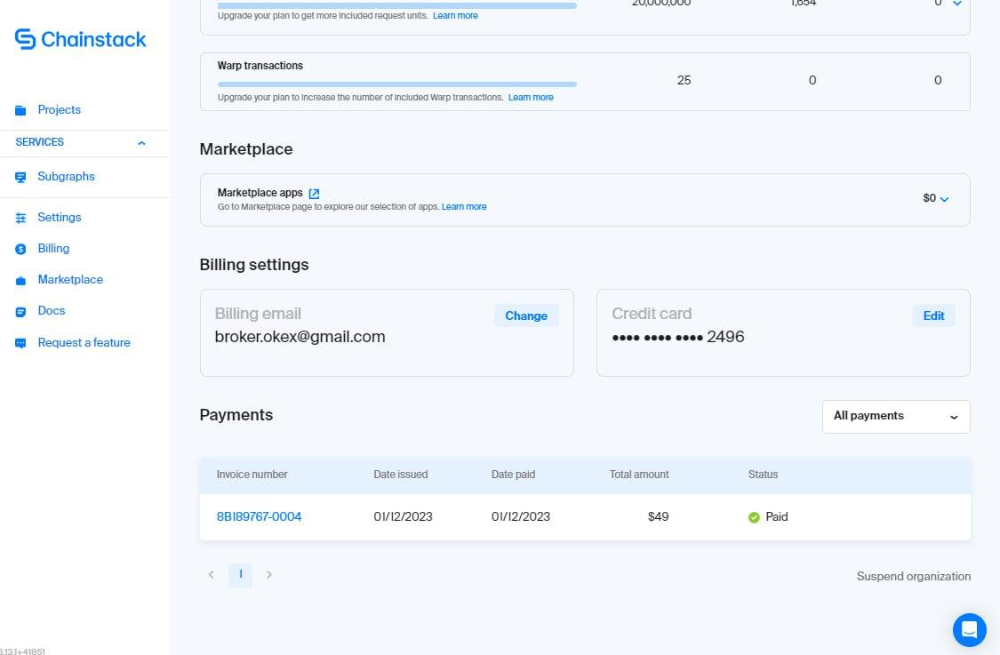 Chainstack
Projects
SERVICES
Subgraphs
Settings
Billing
Marketplace
Docs
Request a feature
20,000,000 1,654 0
Upgrade your plan to get more included request units. Learn more
Warp transactions
25 0 0
Upgrade your plan to increase the number of included Warp transactions. Learn more
Marketplace
Marketplace apps
$0
Go to Marketplace page to explore our selection of apps. Learn more
Billing settings
Billing email
Change
broker.okex@gmail.com
Credit card
Edit
•••• •••• •••• 2496
Payments
All payments
Invoice number Date issued Date paid Total amount Status
8B189767-0004 01/12/2023 01/12/2023 $49 Paid
1
Suspend organization
3.13.1+41851